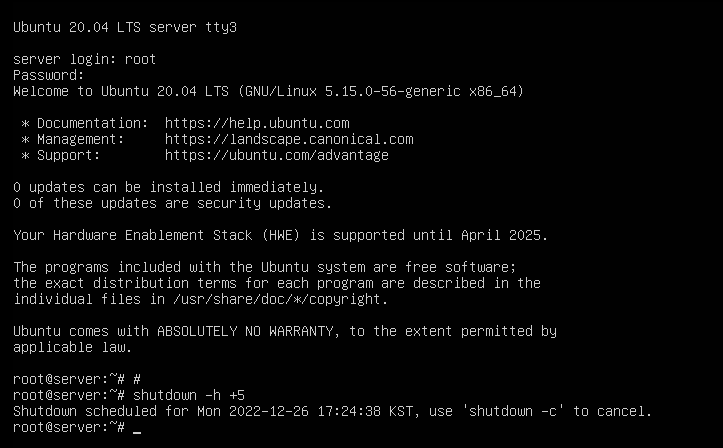 Ubuntu 20.04 LTS server tty3
server login: root
Password:
Welcome to Ubuntu 20.04 LTS (GNU/Linux 5.15.0-56-generic x86_64)
* Documentation:  https://help.ubuntu.com
* Management:     https://landscape.canonical.com
* Support:        https://ubuntu.com/advantage
0 updates can be installed immediately.
0 of these updates are security updates.
Your Hardware Enablement Stack (HWE) is supported until April 2025.
The programs included with the Ubuntu system are free software;
the exact distribution terms for each program are described in the
individual files in /usr/share/doc/*/copyright.
Ubuntu comes with ABSOLUTELY NO WARRANTY, to the extent permitted by
applicable law.
root@server:~# #
root@server:~# shutdown -h +5
Shutdown scheduled for Mon 2022-12-26 17:24:38 KST, use 'shutdown -c' to cancel.
root@server:~# _